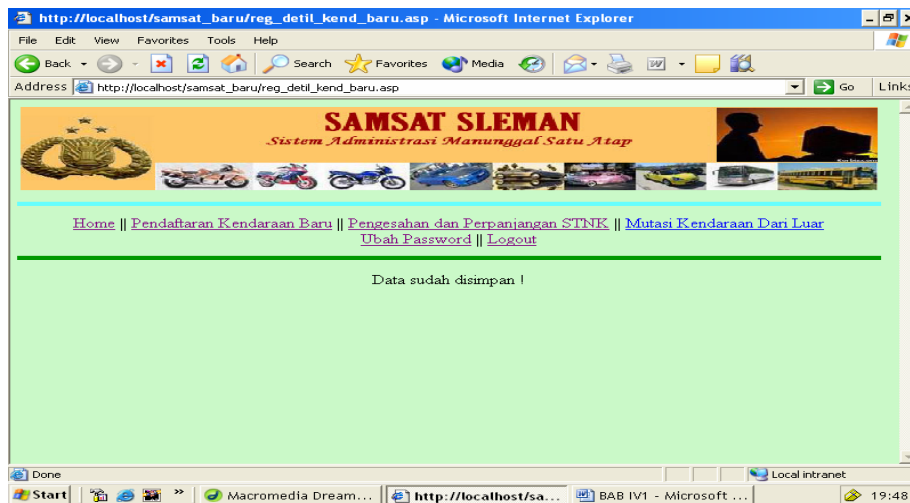 http://localhost/samsat_baru/reg_detil_kend_baru.asp - Microsoft Internet Explorer
File Edit View Favorites Tools Help
Back Search Favorites Media
Address http://localhost/samsat_baru/reg_detil_kend_baru.asp Go Links
SAMSAT SLEMAN
Sistem Administrasi Manunggal Satu Atap
Home || Pendaftaran Kendaraan Baru || Pengesahan dan Perpanjangan STNK || Mutasi Kendaraan Dari Luar
Ubah Password || Logout
Data sudah disimpan !
Done Local intranet
Start » Macromedia Dream... http://localhost/sa... BAB IV1 - Microsoft ... 19:48